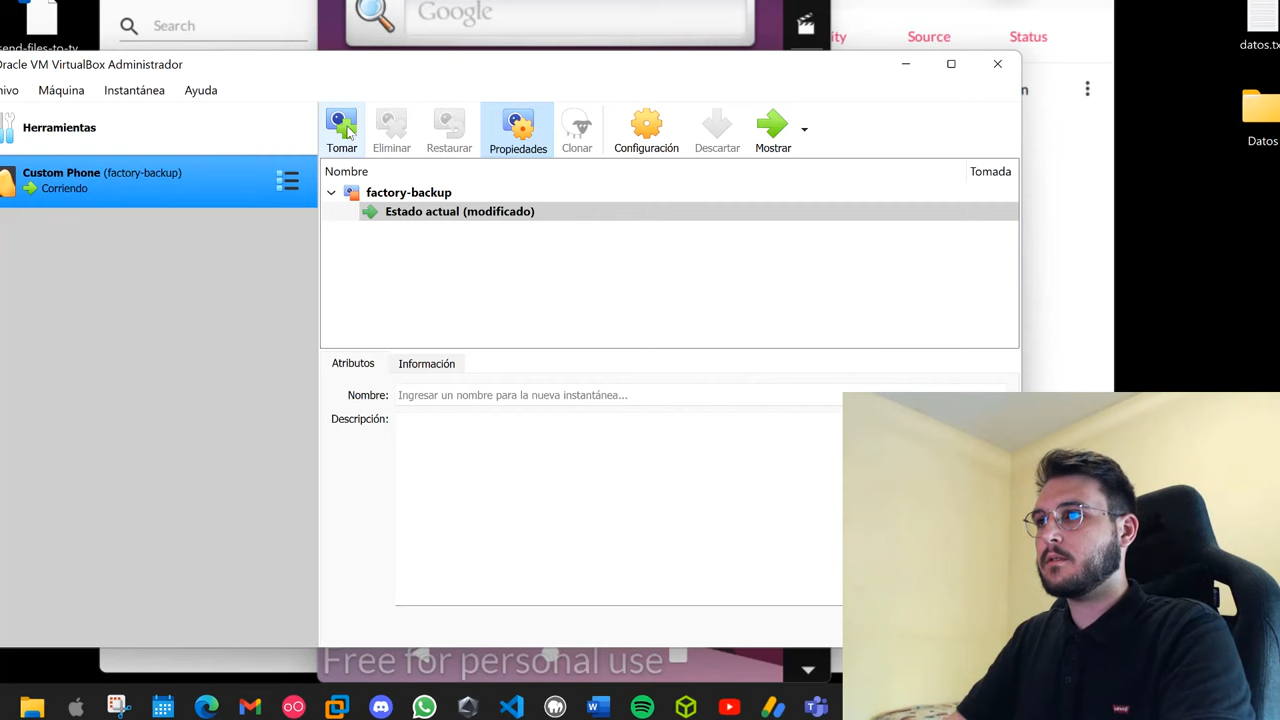 Search
Google
send-files-to-tv
Source
Status
datos.tx
Datos
Oracle VM VirtualBox Administrador
Máquina
Instantánea
Ayuda
Herramientas
Tomar
Eliminar
Restaurar
Propiedades
Clonar
Configuración
Descartar
Mostrar
Custom Phone (factory-backup)
Corriendo
Nombre
Tomada
factory-backup
Estado actual (modificado)
Atributos
Información
Nombre:
Ingresar un nombre para la nueva instantánea...
Descripción:
Free for personal use